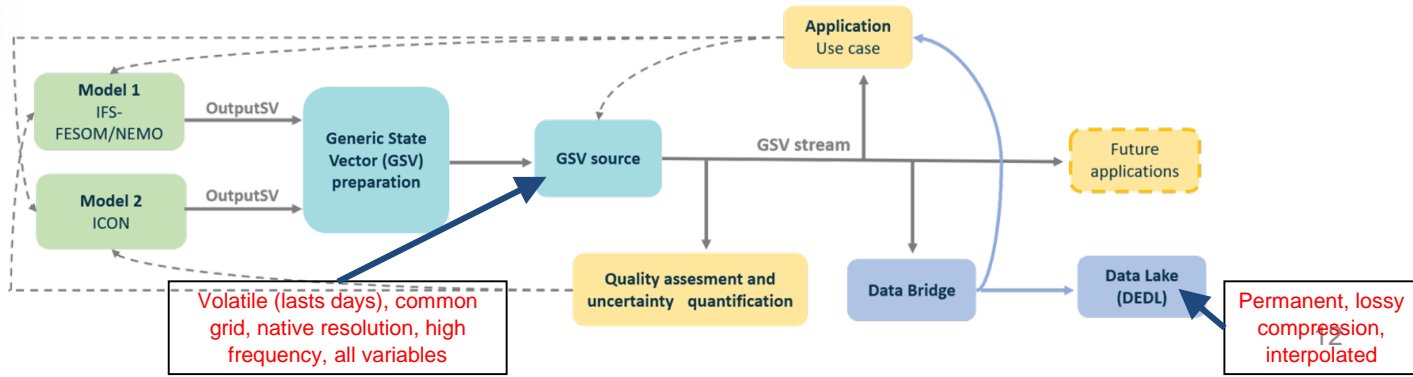 Application
Use case
Model 1
IFS-
FESOM/NEMO
OutputSV
Generic State
Vector (GSV)
preparation
GSV source
GSV stream
Future
applications
Model 2
ICON
OutputSV
Quality assesment and
uncertainty quantification
Data Bridge
Data Lake
(DEDL)
Volatile (lasts days), common
grid, native resolution, high
frequency, all variables
Permanent, lossy
compression,
interpolated
12